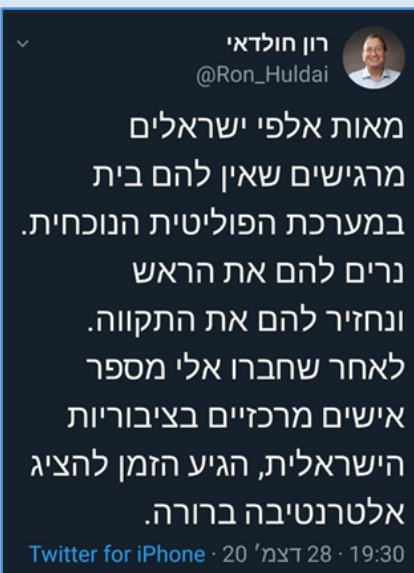 רון חולדאי
@Ron_Huldai
מאות אלפי ישראלים
מרגישים שאין להם בית
במערכת הפוליטית הנוכחית.
נרים להם את הראש
ונחזיר להם את התקווה.
לאחר שחברו אלי מספר
אישים מרכזיים בציבוריות
הישראלית, הגיע הזמן להציג
אלטרנטיבה ברורה.
19:30 · 28 דצמ׳ 20 · Twitter for iPhone